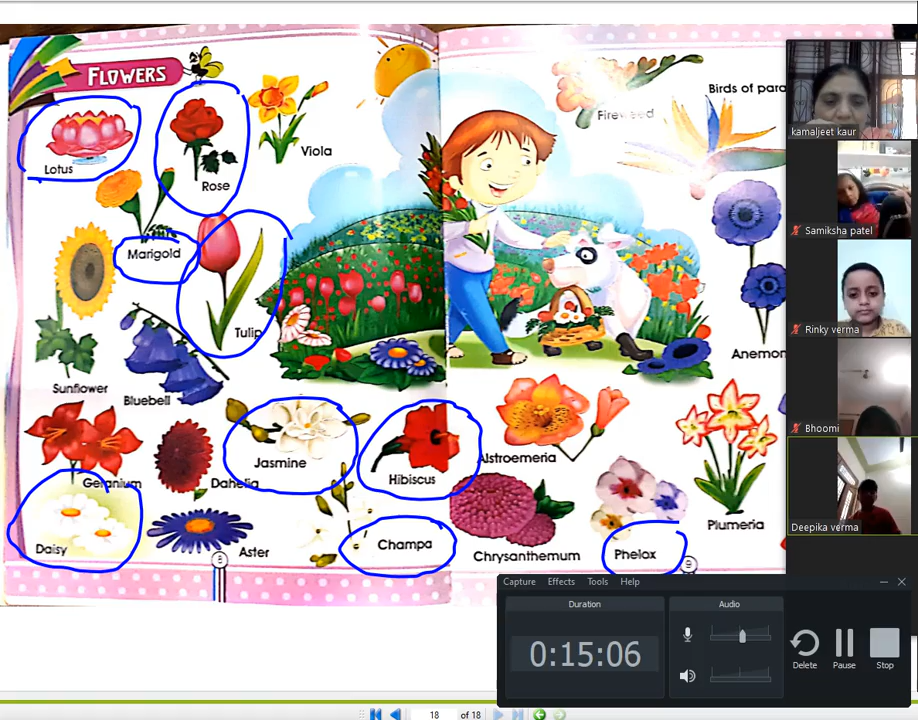 FLOWERS
Lotus
Rose
Viola
Marigold
Tulip
Sunflower
Bluebell
Geranium
Dahelia
Jasmine
Hibiscus
Daisy
Aster
Champa
Fireweed
Birds of para
Anemon
Alstroemeria
Chrysanthemum
Phelox
Plumeria
8
9
kamaljeet kaur
Samiksha patel
Rinky verma
Bhoomi
Deepika verma
Capture Effects Tools Help
Duration
0:15:06
Audio
Delete Pause Stop
18 of 18